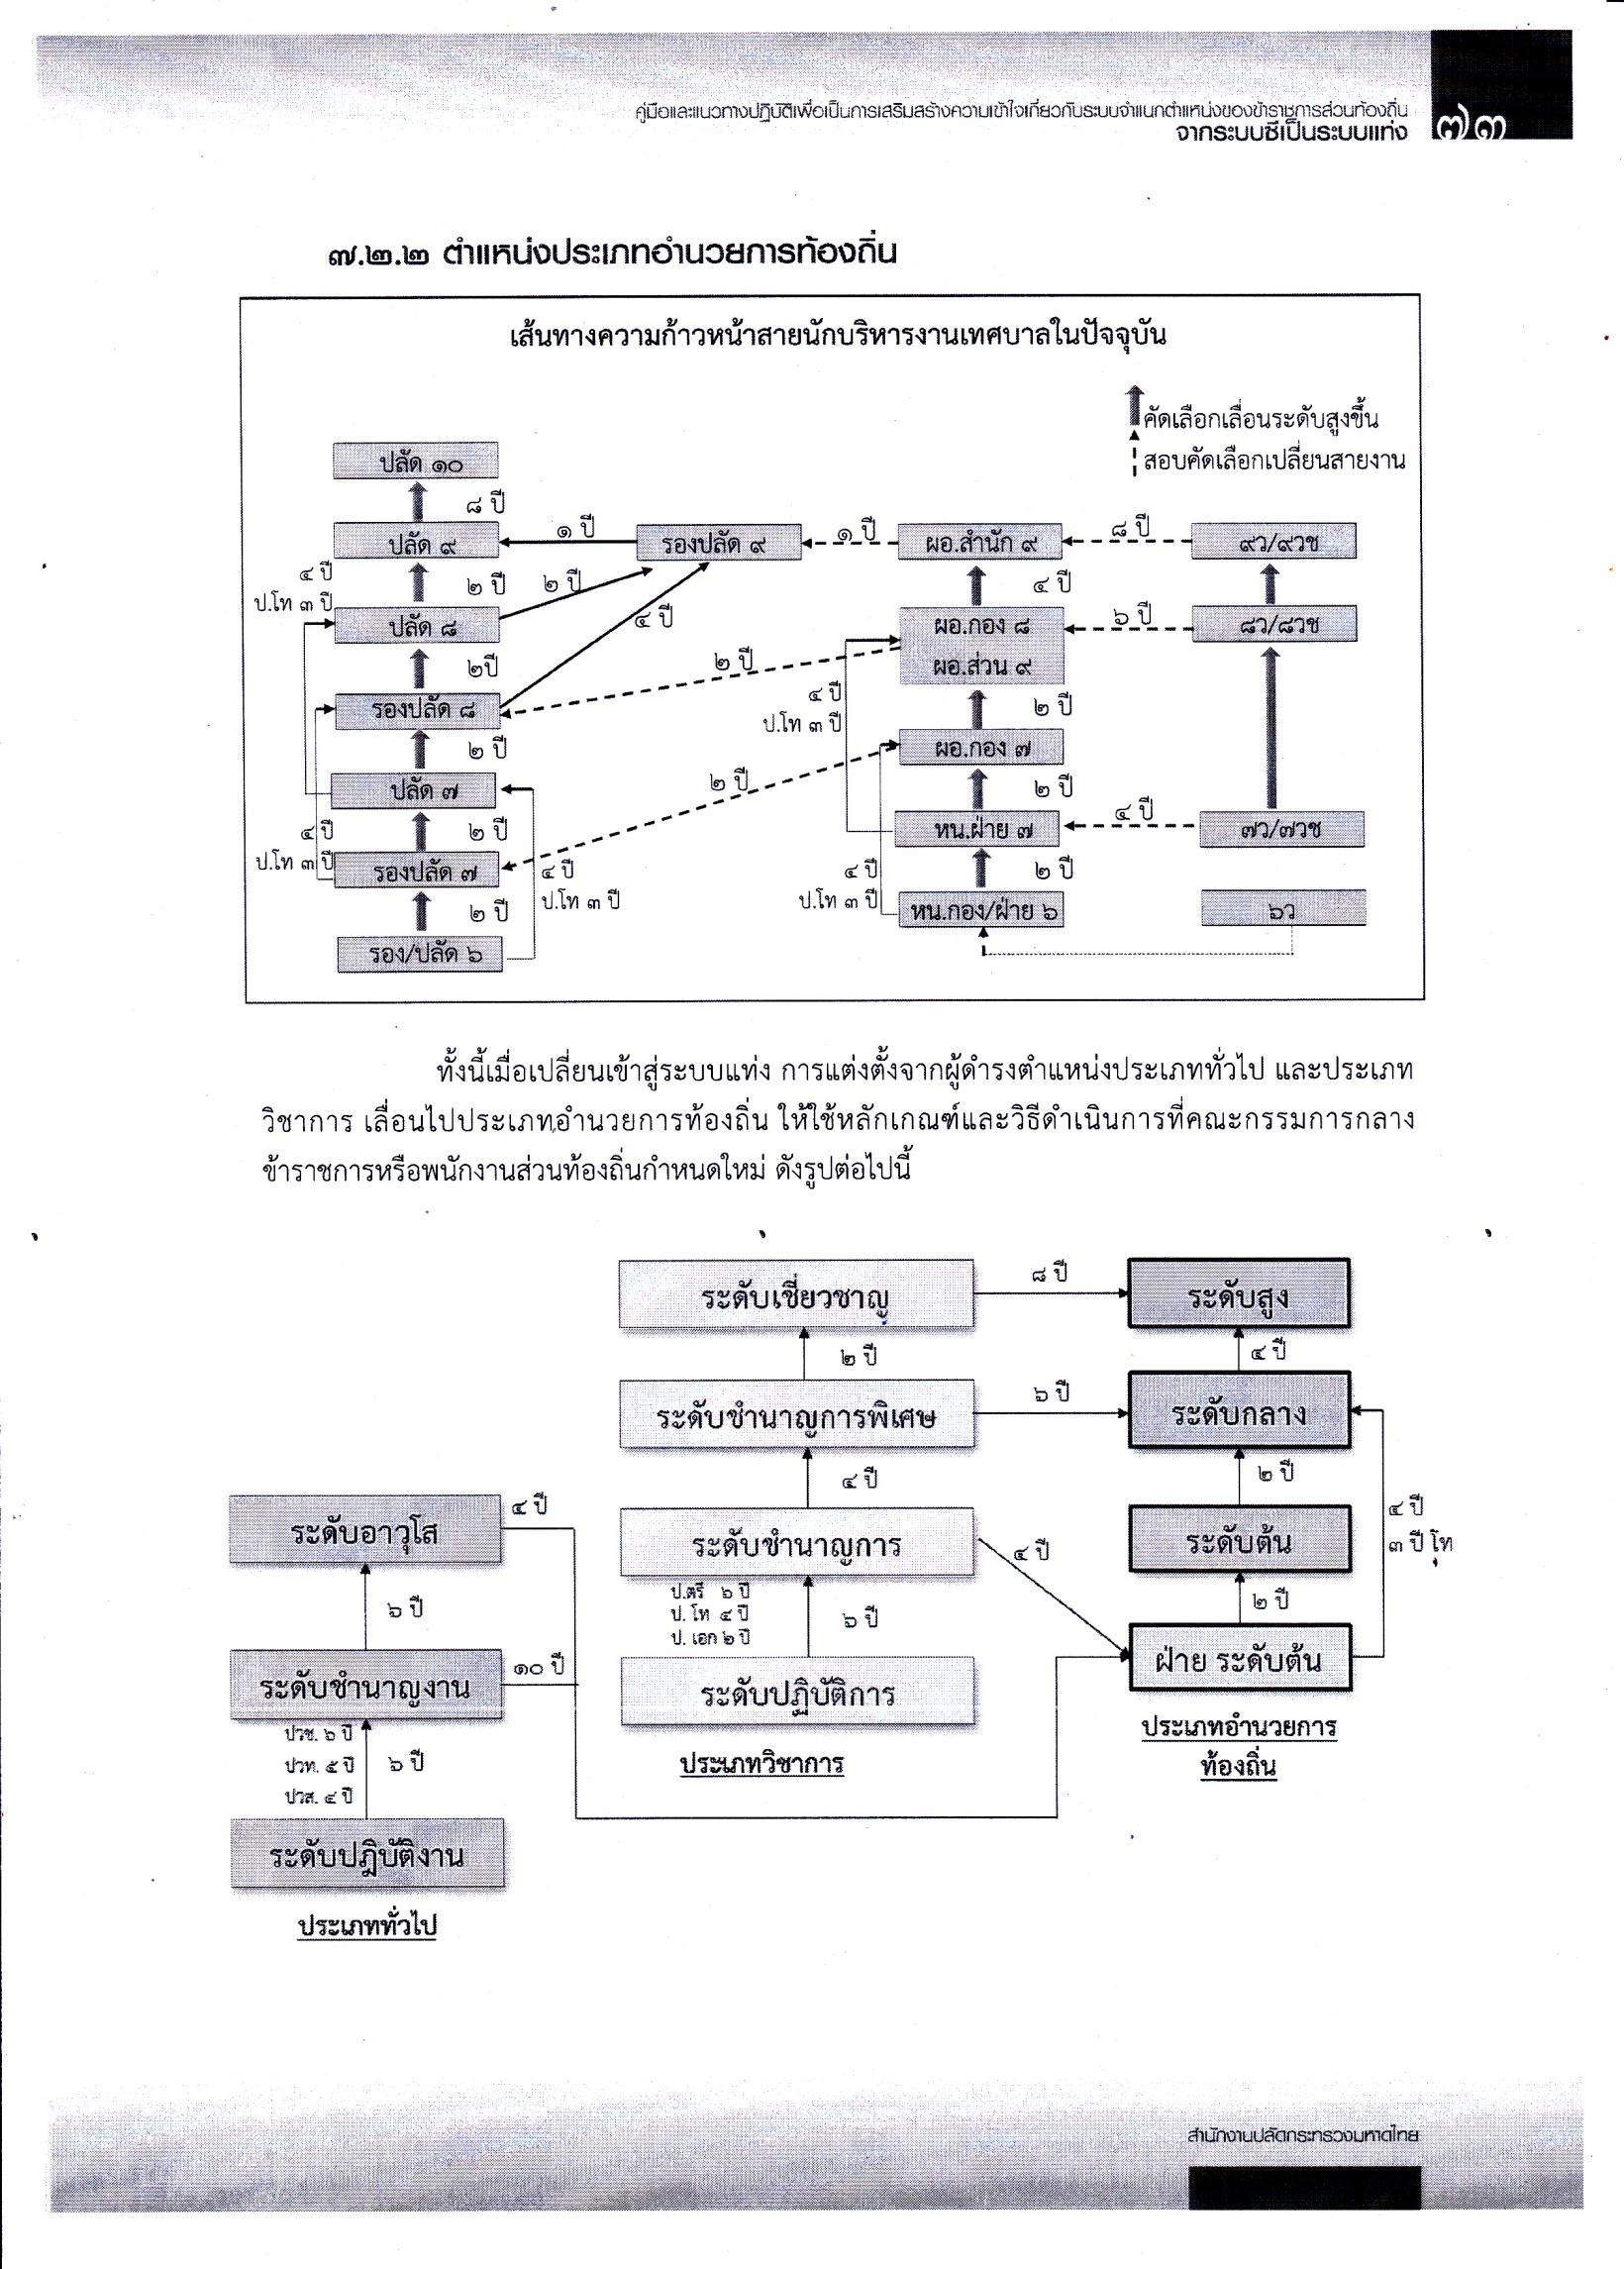 คู่มือและแนวทางปฏิบัติเพื่อเป็นการเสริมสร้างความเข้าใจเกี่ยวกับระบบจำแนกตำแหน่งของข้าราชการส่วนท้องถิ่น
จากระบบซีเป็นระบบแท่ง
๗๓
๗.๒.๒ ตำแหน่งประเภทอำนวยการท้องถิ่น
เส้นทางความก้าวหน้าสายนักบริหารงานเทศบาลในปัจจุบัน
คัดเลือกเลื่อนระดับสูงขึ้น
สอบคัดเลือกเปลี่ยนสายงาน
ปลัด ๑๐
๘ ปี
ปลัด ๙
๑ ปี
รองปลัด ๙
๑ ปี
ผอ.สำนัก ๙
๘ ปี
๙ว/๙วช
๔ ปี
ป.โท ๓ ปี
๒ ปี
๒ ปี
๔ ปี
๔ ปี
ปลัด ๘
ผอ.กอง ๘
ผอ.ส่วน ๙
๖ ปี
๘ว/๘วช
๒ปี
๒ ปี
๔ ปี
ป.โท ๓ ปี
๒ ปี
รองปลัด ๘
๒ ปี
ผอ.กอง ๗
๒ ปี
๒ ปี
ปลัด ๗
๔ ปี
ป.โท ๓ ปี
๒ ปี
หน.ฝ่าย ๗
๔ ปี
๗ว/๗วช
รองปลัด ๗
๔ ปี
ป.โท ๓ ปี
๔ ปี
ป.โท ๓ ปี
๒ ปี
๒ ปี
หน.กอง/ฝ่าย ๖
๖ว
รอง/ปลัด ๖
ทั้งนี้เมื่อเปลี่ยนเข้าสู่ระบบแท่ง การแต่งตั้งจากผู้ดำรงตำแหน่งประเภททั่วไป และประเภท
วิชาการ เลื่อนไปประเภทอำนวยการท้องถิ่น ให้ใช้หลักเกณฑ์และวิธีดำเนินการที่คณะกรรมการกลาง
ข้าราชการหรือพนักงานส่วนท้องถิ่นกำหนดใหม่ ดังรูปต่อไปนี้
ระดับเชี่ยวชาญ
๘ ปี
ระดับสูง
๒ ปี
๔ ปี
ระดับชำนาญการพิเศษ
๖ ปี
ระดับกลาง
๔ ปี
๒ ปี
ระดับอาวุโส
๔ ปี
ระดับชำนาญการ
๔ ปี
ระดับต้น
๔ ปี
๓ ปี โท
๖ ปี
ป.ตรี ๖ ปี
ป. โท ๔ ปี
ป. เอก ๒ ปี
๖ ปี
๒ ปี
ระดับชำนาญงาน
๑๐ ปี
ระดับปฏิบัติการ
ฝ่าย ระดับต้น
ปวช. ๖ ปี
ปวท. ๕ ปี
ปวส. ๔ ปี
๖ ปี
ประเภทวิชาการ
ประเภทอำนวยการ
ท้องถิ่น
ระดับปฏิบัติงาน
ประเภททั่วไป
สำนักงานปลัดกระทรวงมหาดไทย